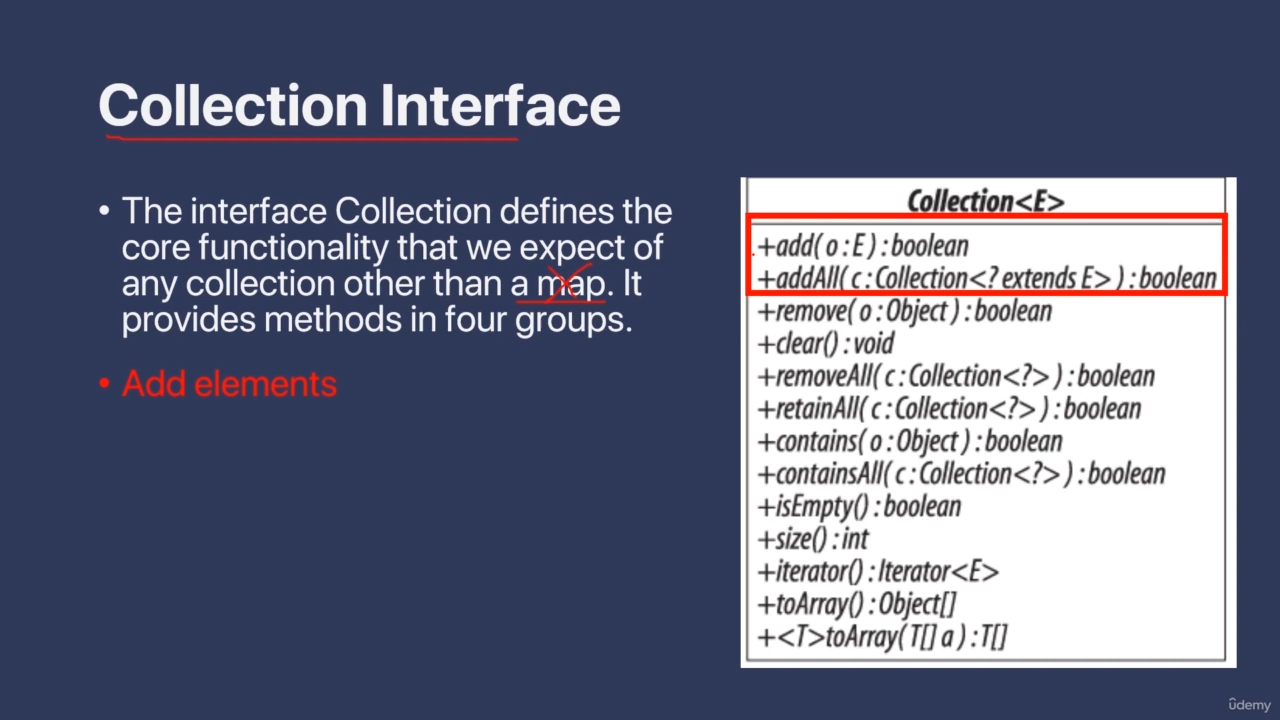 Collection Interface
• The interface Collection defines the
core functionality that we expect of
any collection other than a map. It
provides methods in four groups.
• Add elements
Collection<E>
+add( o : E ) : boolean
+addAll( c : Collection<? extends E> ) : boolean
+remove( o : Object ) : boolean
+clear() : void
+removeAll( c : Collection<?> ) : boolean
+retainAll( c : Collection<?> ) : boolean
+contains( o : Object ) : boolean
+containsAll( c : Collection<?> ) : boolean
+isEmpty() : boolean
+size() : int
+iterator() : Iterator<E>
+toArray() : Object[]
+<T>toArray( T[] a ) : T[]
ûdemy